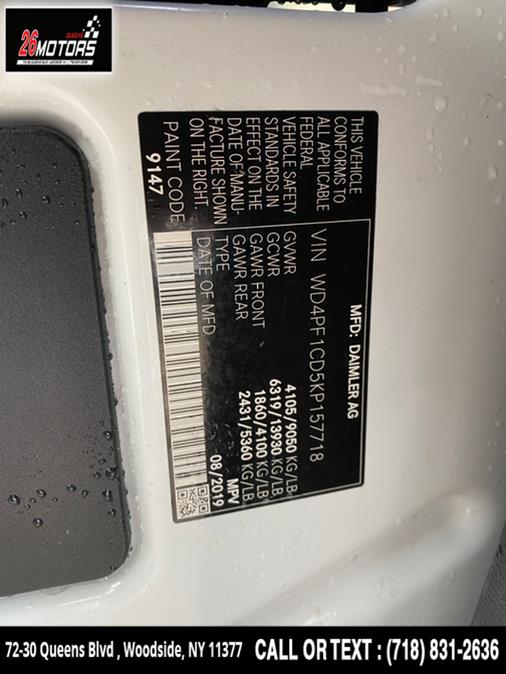 QUEENS
26MOTORS
MFD: DAIMLER AG
VIN WD4PF1CD5KP157718
THIS VEHICLE
CONFORMS TO
ALL APPLICABLE
FEDERAL
VEHICLE SAFETY
STANDARDS IN
EFFECT ON THE
DATE OF MANU-
FACTURE SHOWN
ON THE RIGHT.
GVWR 4105/9050 KG/LB
GCWR 6319/13930 KG/LB
GAWR FRONT 1860/4100 KG/LB
GAWR REAR 2431/5360 KG/LB
TYPE MPV
DATE OF MFD. 08/2019
PAINT CODE
9147
72-30 Queens Blvd , Woodside, NY 11377
CALL OR TEXT : (718) 831-2636